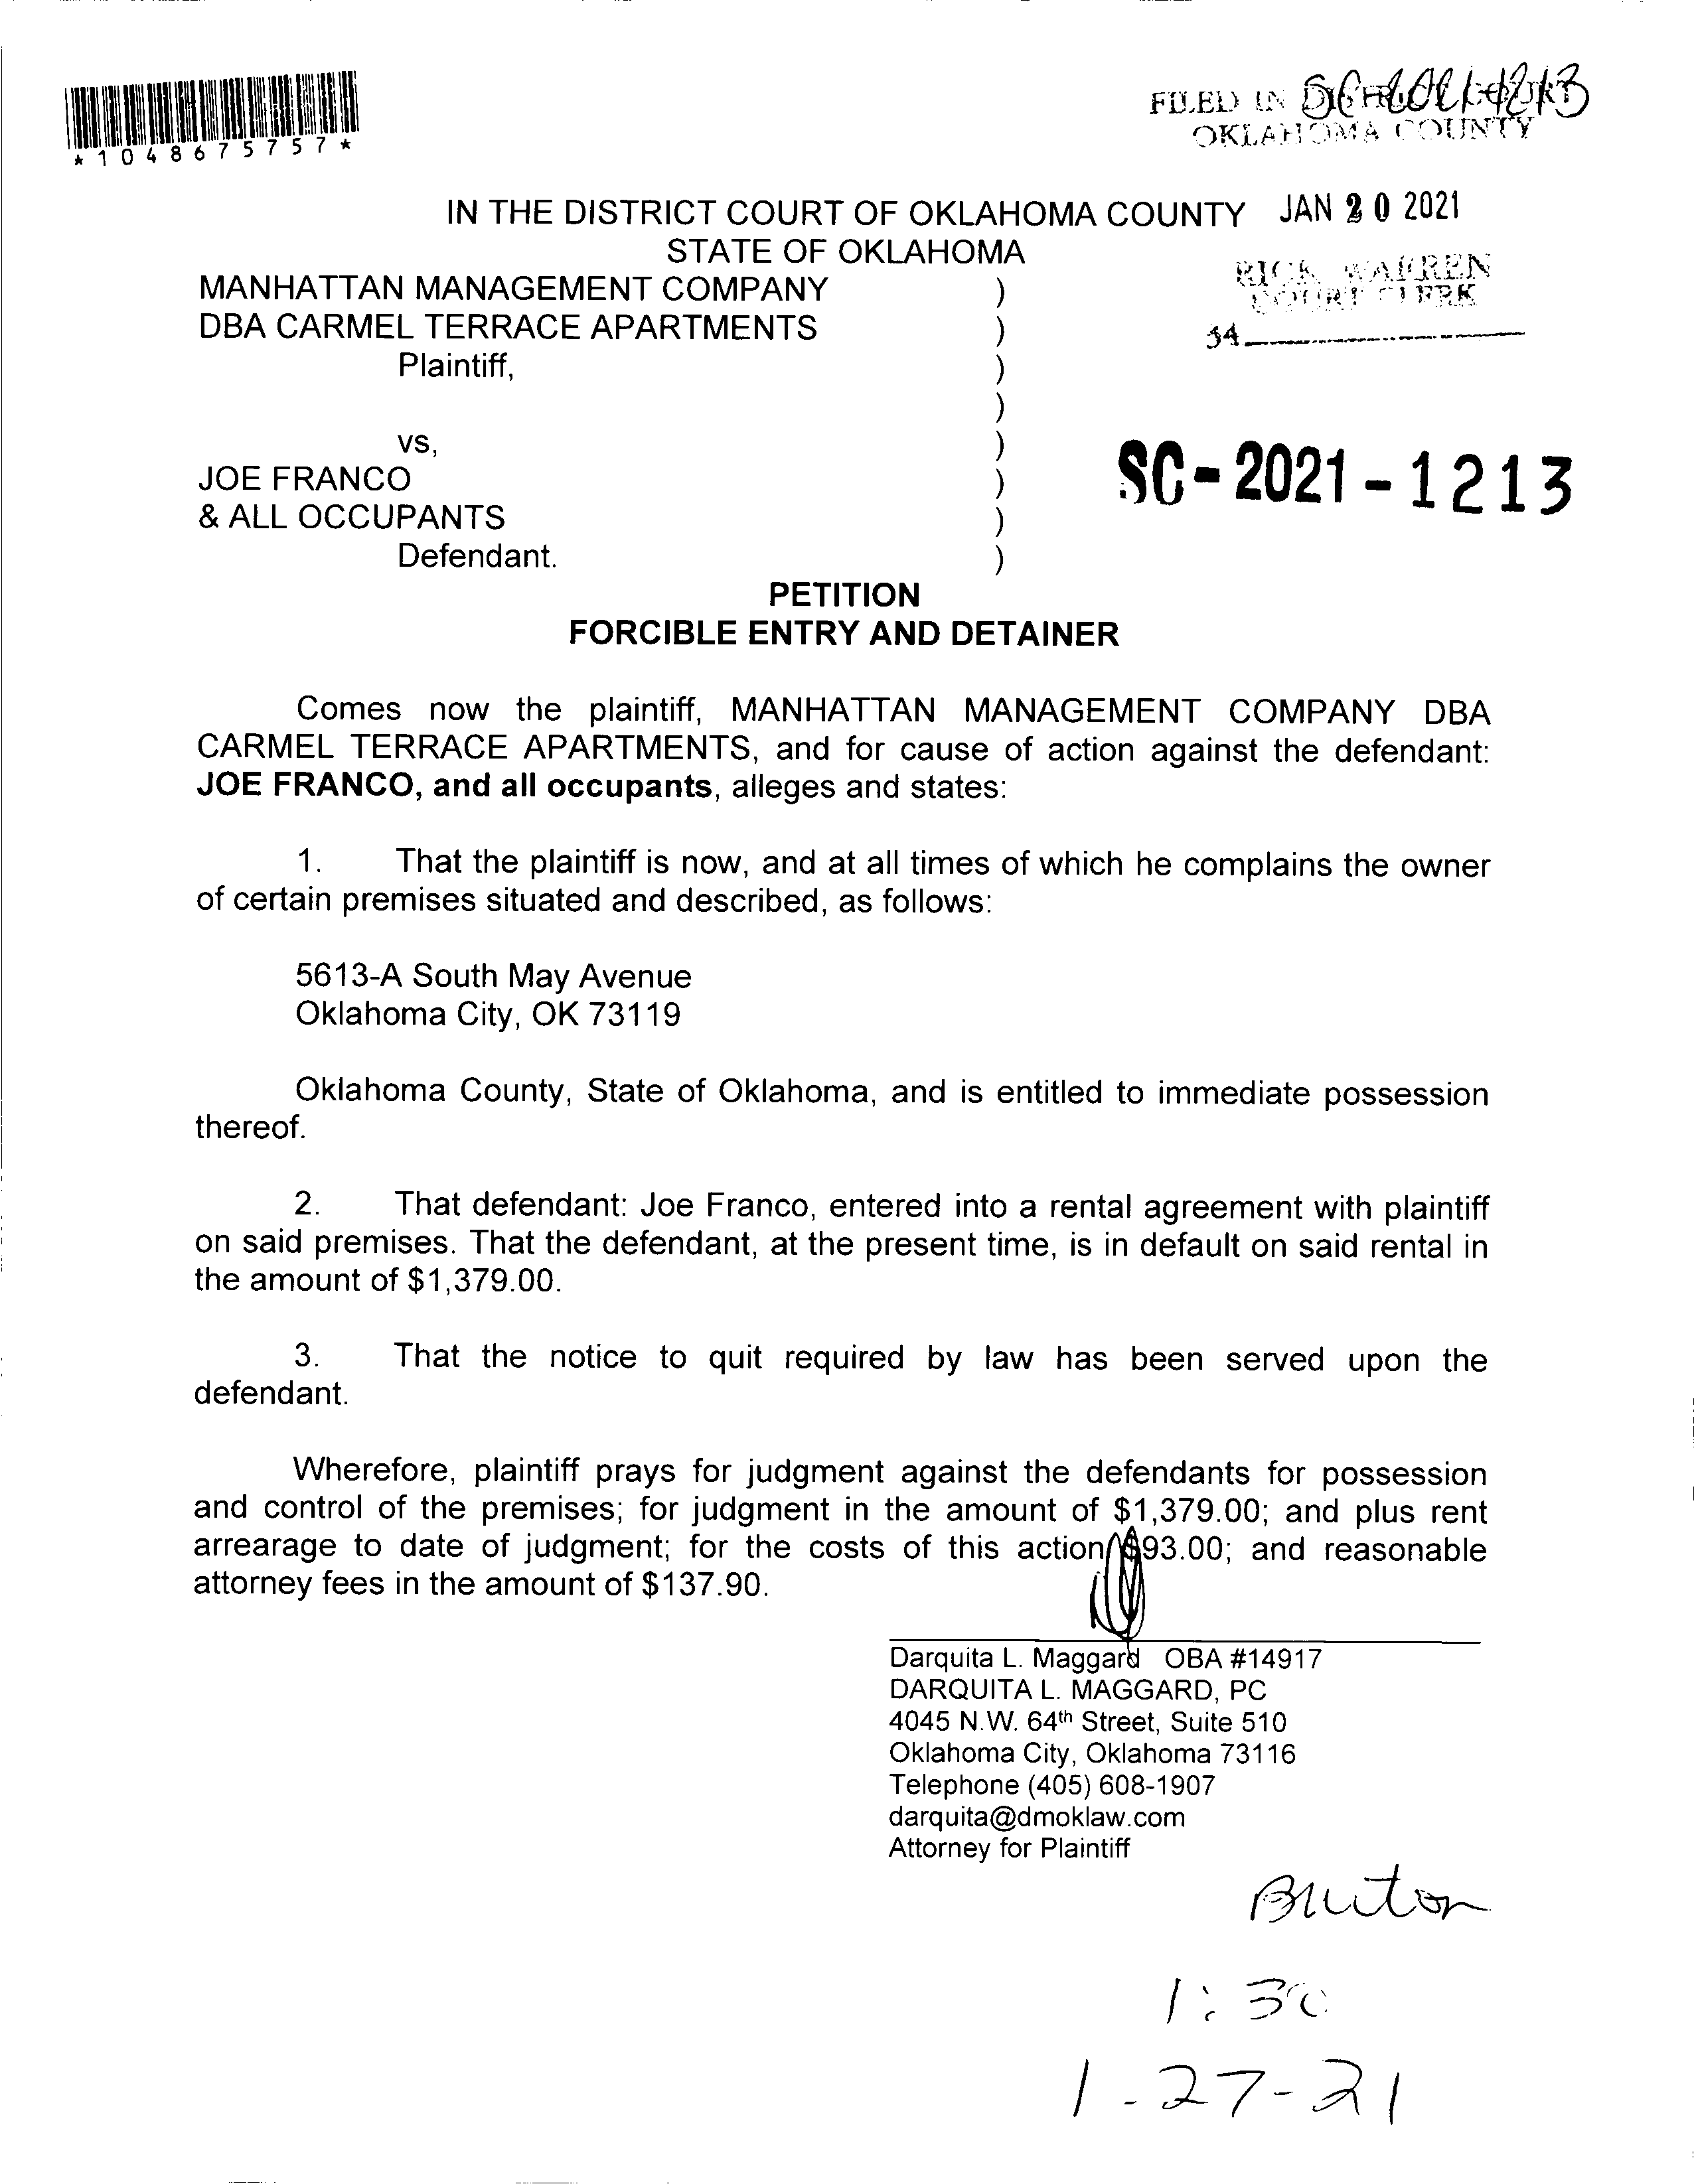 *1048675757*
SC-2021-1213
FILED IN DISTRICT COURT
OKLAHOMA COUNTY
IN THE DISTRICT COURT OF OKLAHOMA COUNTY JAN 20 2021
STATE OF OKLAHOMA
RICK WARREN
COURT CLERK
34
MANHATTAN MANAGEMENT COMPANY )
DBA CARMEL TERRACE APARTMENTS )
Plaintiff, )
)
vs, )
JOE FRANCO )
& ALL OCCUPANTS )
Defendant. )
SC-2021-1213
PETITION
FORCIBLE ENTRY AND DETAINER
Comes now the plaintiff, MANHATTAN MANAGEMENT COMPANY DBA
CARMEL TERRACE APARTMENTS, and for cause of action against the defendant:
JOE FRANCO, and all occupants, alleges and states:
1. That the plaintiff is now, and at all times of which he complains the owner
of certain premises situated and described, as follows:
5613-A South May Avenue
Oklahoma City, OK 73119
Oklahoma County, State of Oklahoma, and is entitled to immediate possession
thereof.
2. That defendant: Joe Franco, entered into a rental agreement with plaintiff
on said premises. That the defendant, at the present time, is in default on said rental in
the amount of $1,379.00.
3. That the notice to quit required by law has been served upon the
defendant.
Wherefore, plaintiff prays for judgment against the defendants for possession
and control of the premises; for judgment in the amount of $1,379.00; and plus rent
arrearage to date of judgment; for the costs of this action $93.00; and reasonable
attorney fees in the amount of $137.90.
Darquita L. Maggard OBA #14917
DARQUITA L. MAGGARD, PC
4045 N.W. 64th Street, Suite 510
Oklahoma City, Oklahoma 73116
Telephone (405) 608-1907
darquita@dmoklaw.com
Attorney for Plaintiff
Bruton
1:30
1-27-21